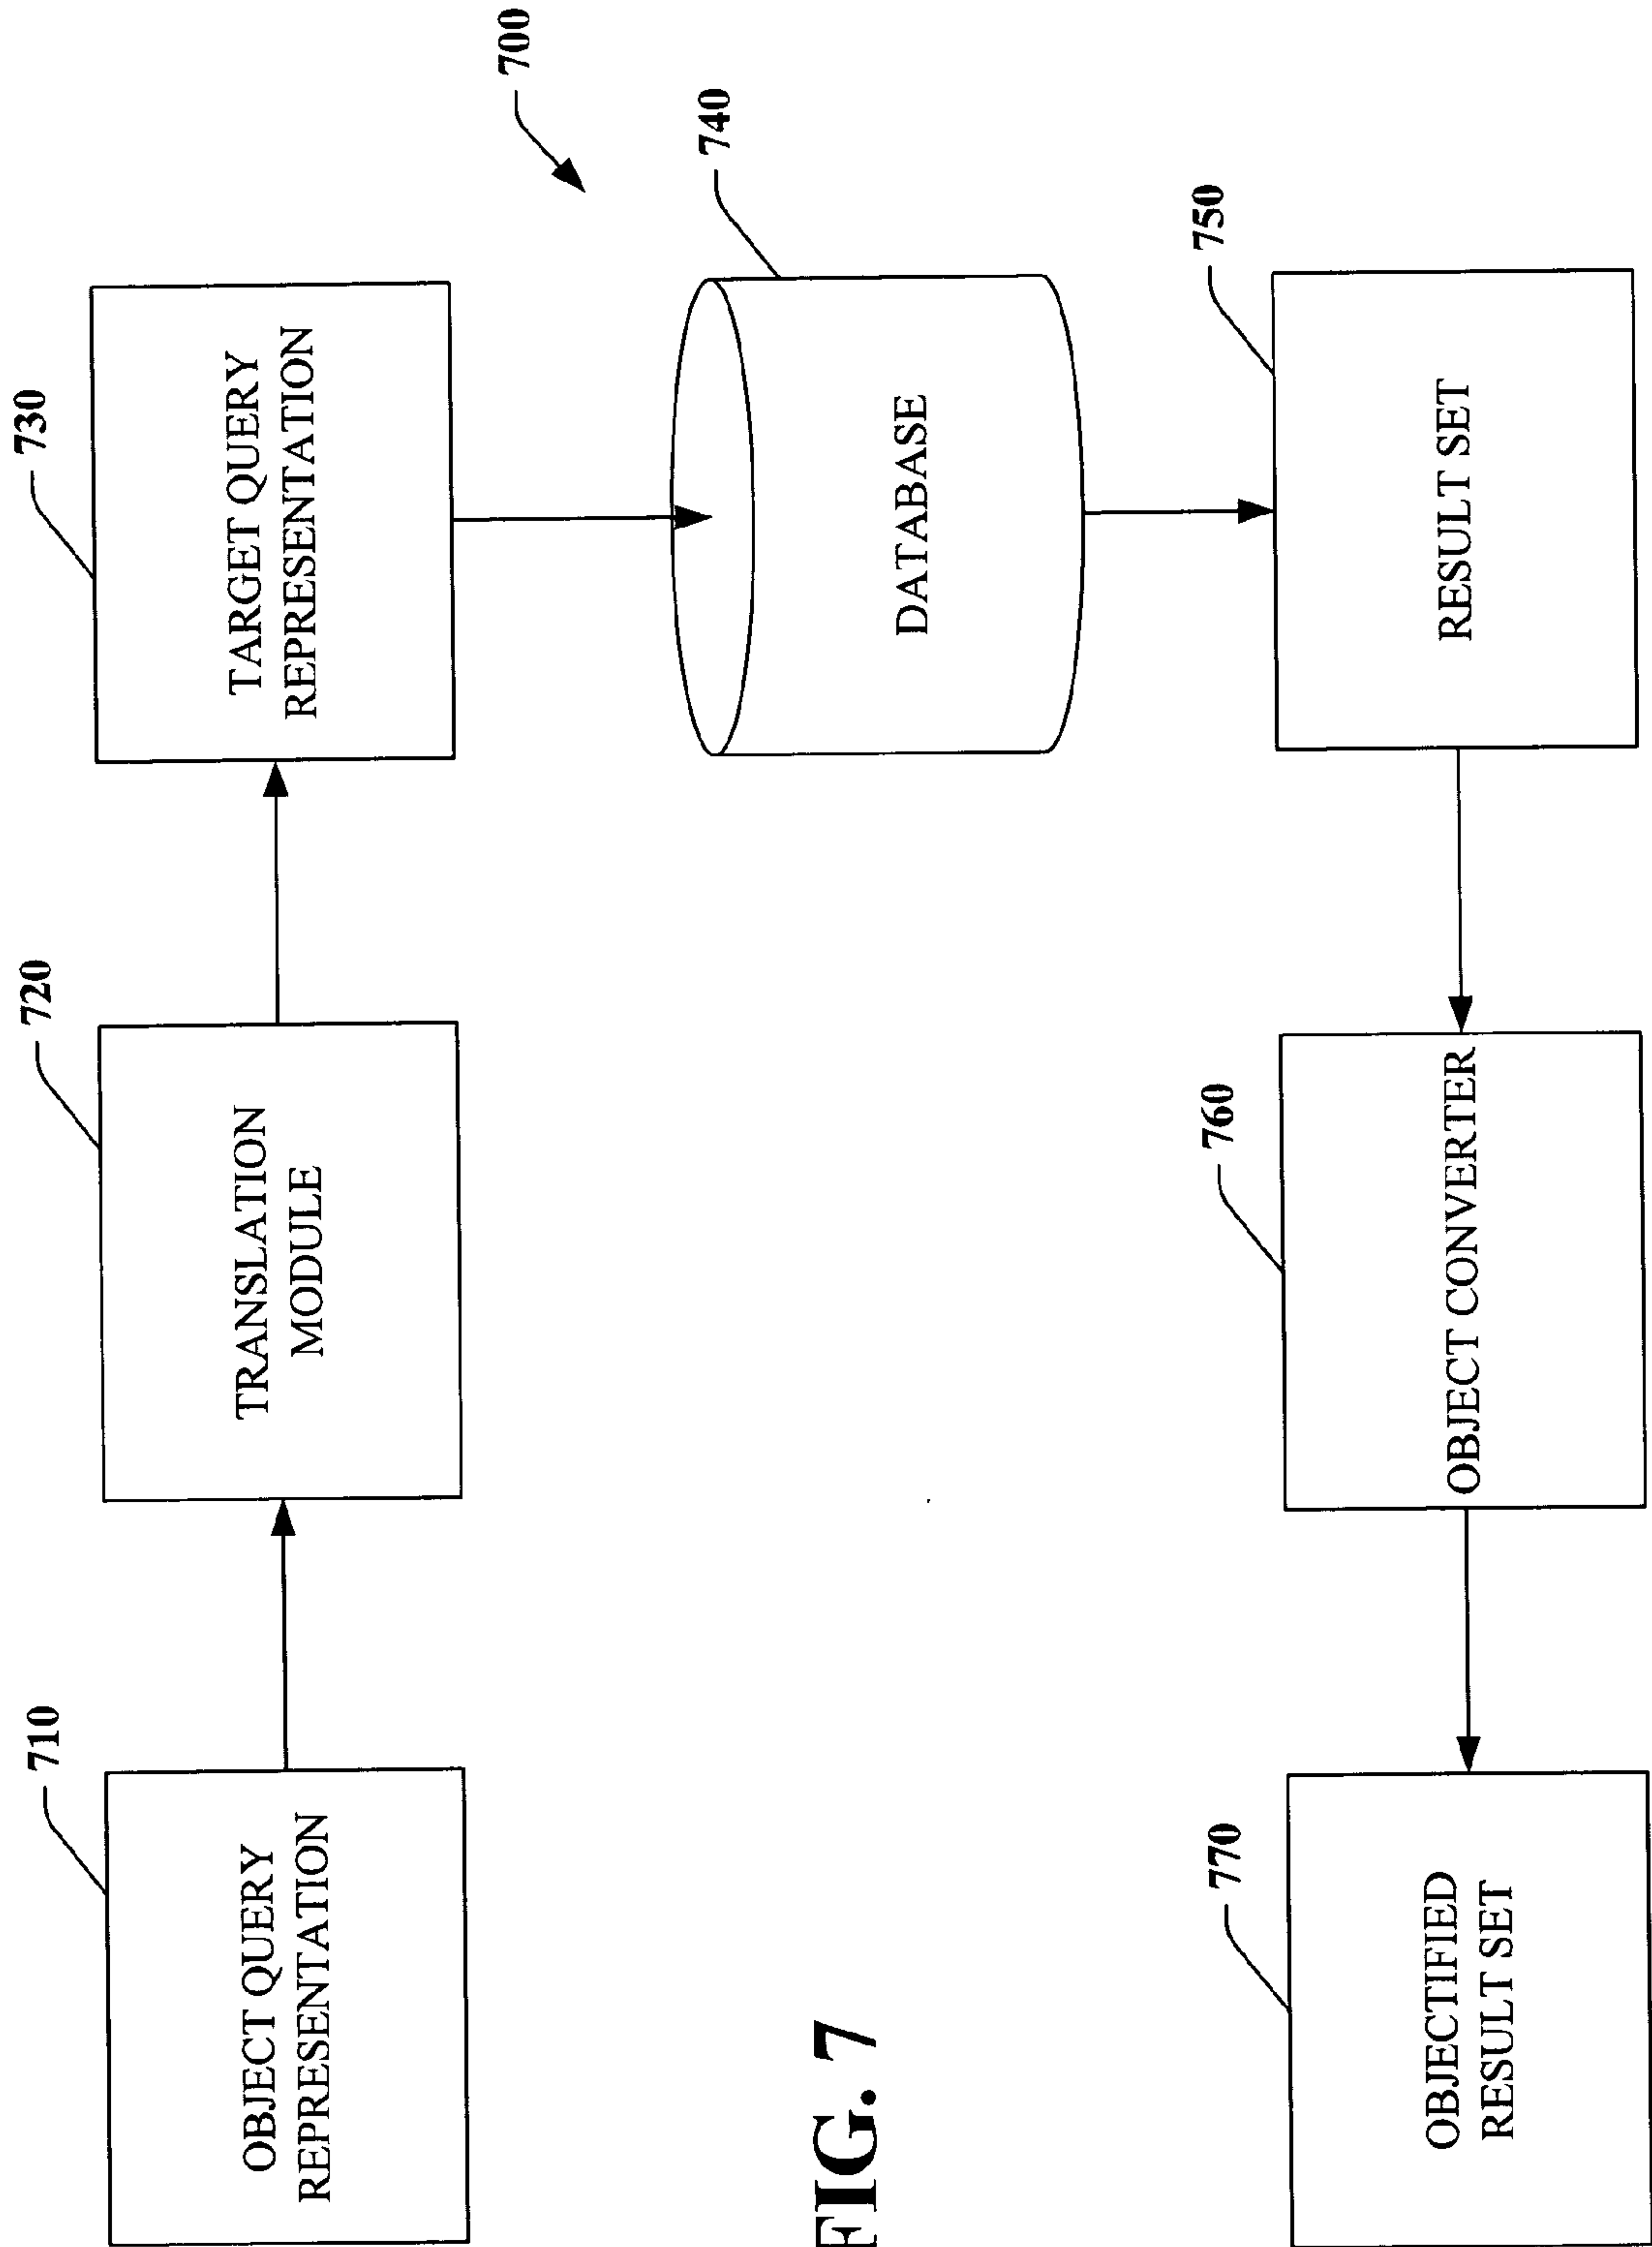 710
OBJECT QUERY
REPRESENTATION
720
TRANSLATION
MODULE
730
TARGET QUERY
REPRESENTATION
700
740
DATABASE
750
RESULT SET
760
OBJECT CONVERTER
770
OBJECTIFIED
RESULT SET
FIG. 7